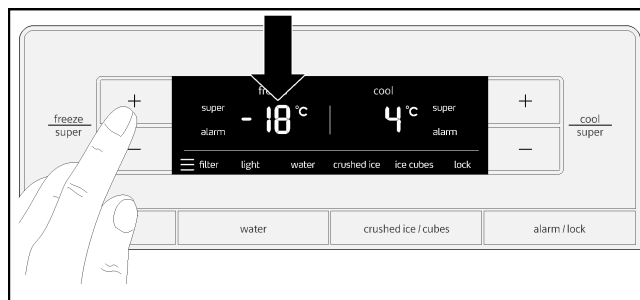 fre cool
super - 18 °C 4 °C super
alarm alarm
filter light water crushed ice ice cubes lock
+ +
- -
freeze
super
cool
super
water crushed ice / cubes alarm / lock